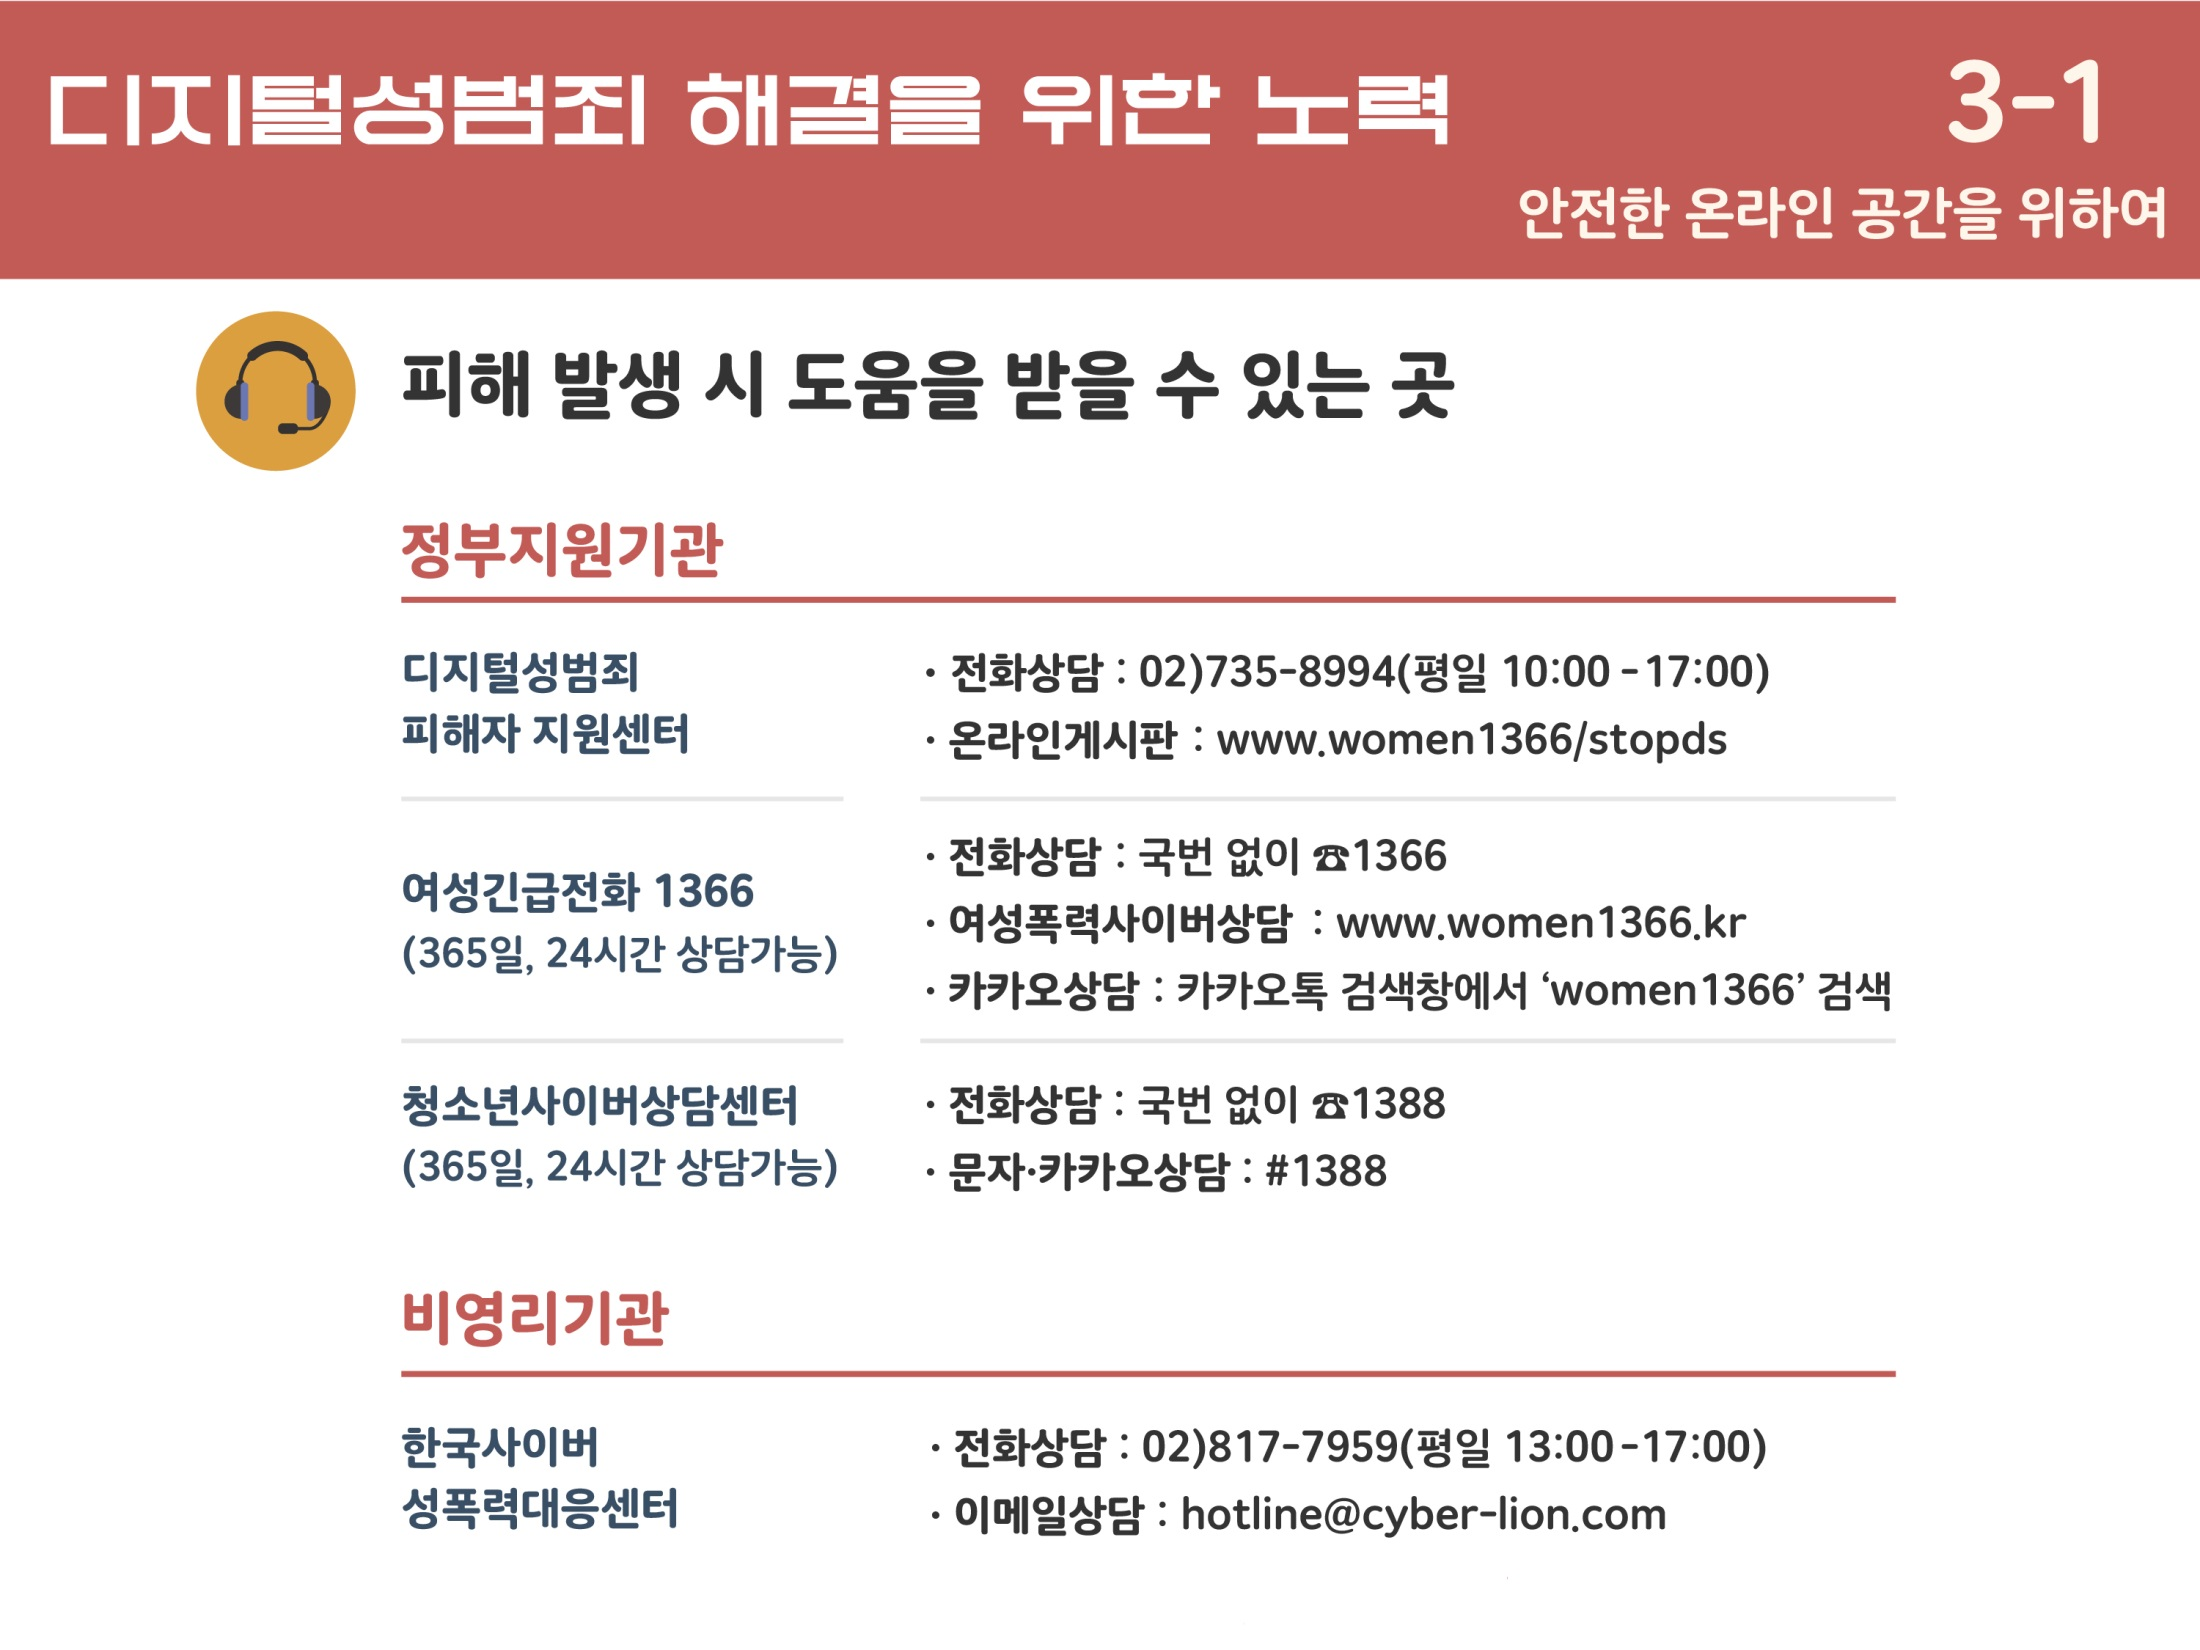 디지털성범죄 해결을 위한 노력
3-1
안전한 온라인 공간을 위하여
피해 발생 시 도움을 받을 수 있는 곳
정부지원기관
디지털성범죄
피해자 지원센터
· 전화상담 : 02)735-8994(평일 10:00 -17:00)
· 온라인게시판 : www.women1366/stopds
여성긴급전화 1366
(365일, 24시간 상담가능)
· 전화상담 : 국번 없이 ☎1366
· 여성폭력사이버상담 : www.women1366.kr
· 카카오상담 : 카카오톡 검색창에서 ‘women1366’ 검색
청소년사이버상담센터
(365일, 24시간 상담가능)
· 전화상담 : 국번 없이 ☎1388
· 문자·카카오상담 : #1388
비영리기관
한국사이버
성폭력대응센터
· 전화상담 : 02)817-7959(평일 13:00 -17:00)
· 이메일상담 : hotline@cyber-lion.com